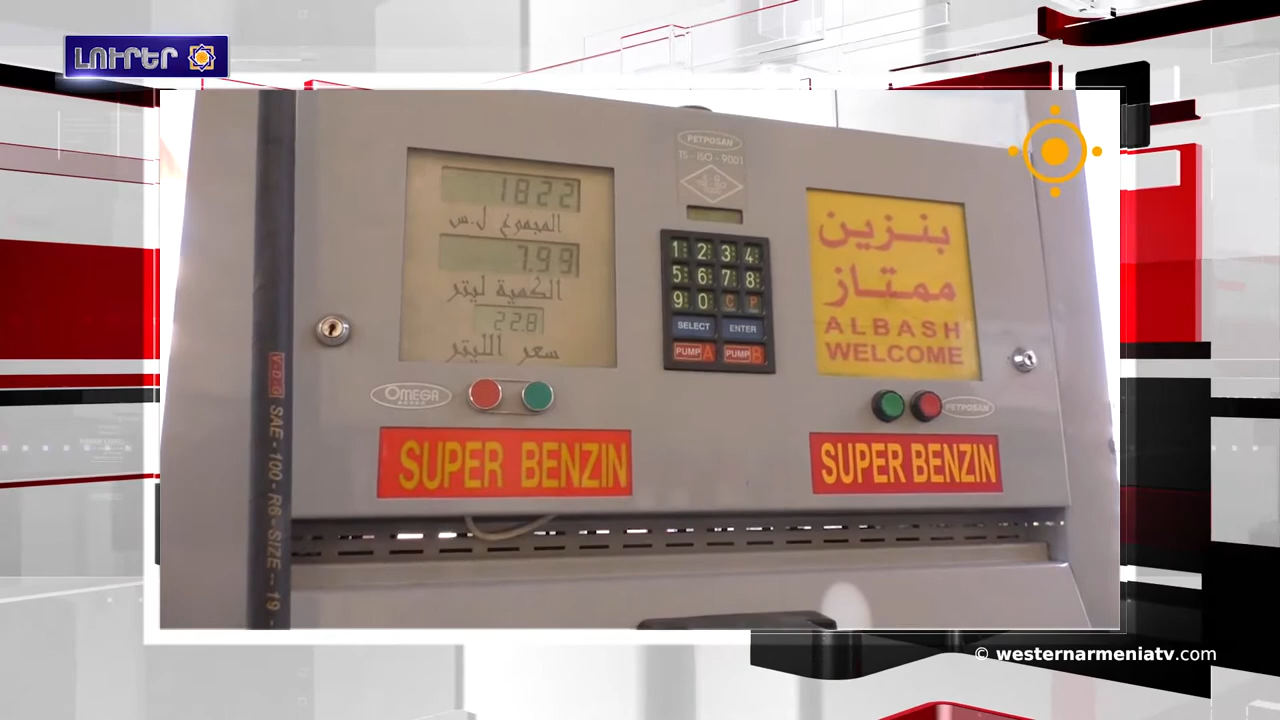 ԼՈՒՐԵՐ
PETPOSAN
TS - ISO - 9001
1822
المجموع ل.س
7.99
الكمية ليتر
22.8
سعر الليتر
1 2 3 4
5 6 7 8
9 0 C P
SELECT ENTER
PUMP A PUMP B
بنزين
ممتاز
ALBASH
WELCOME
OMEGA
PETPOSAN
SUPER BENZIN
SUPER BENZIN
SAE - 100 - R6 - SIZE -- 19 -
© westernarmeniatv.com